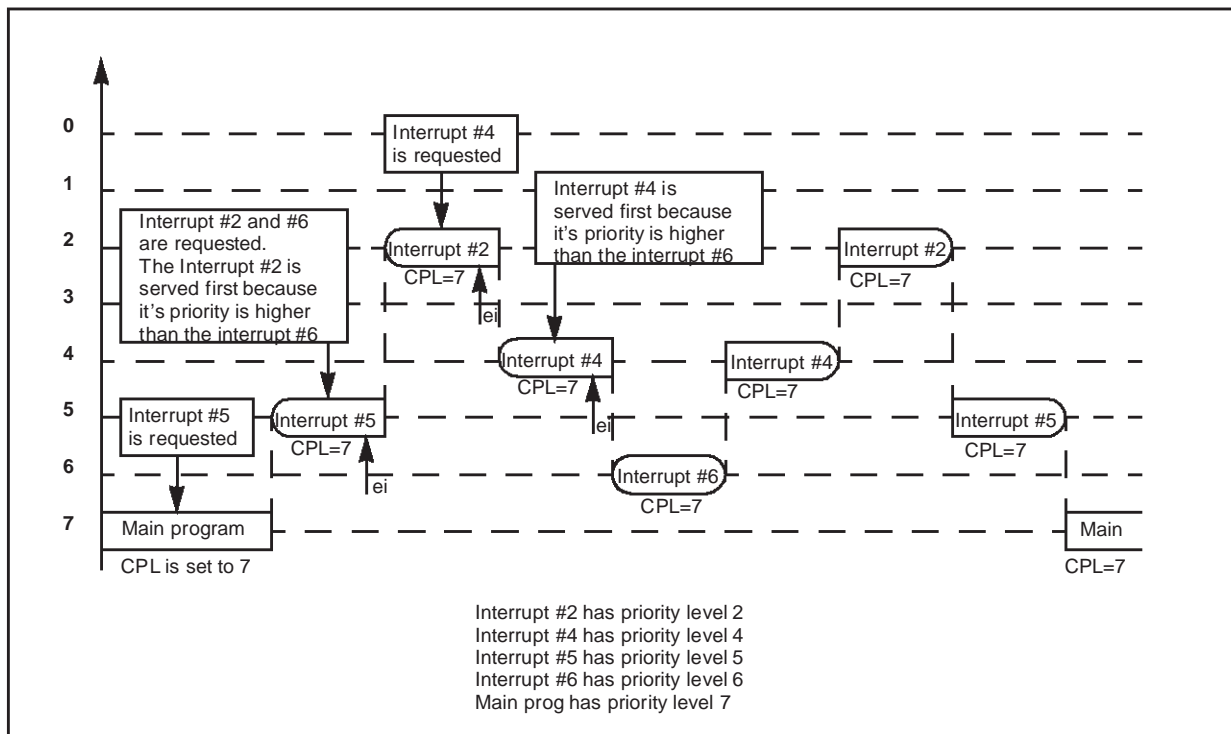 0
Interrupt #4
is requested
1
Interrupt #4 is
served first because
it's priority is higher
than the interrupt #6
Interrupt #2 and #6
are requested.
The Interrupt #2 is
served first because
it's priority is higher
than the interrupt #6
2
Interrupt #2
CPL=7
ei
Interrupt #2
CPL=7
3
4
Interrupt #4
CPL=7
ei
Interrupt #4
CPL=7
5
Interrupt #5
is requested
Interrupt #5
CPL=7
ei
Interrupt #5
CPL=7
6
Interrupt #6
CPL=7
7
Main program
CPL is set to 7
Main
CPL=7
Interrupt #2 has priority level 2
Interrupt #4 has priority level 4
Interrupt #5 has priority level 5
Interrupt #6 has priority level 6
Main prog has priority level 7